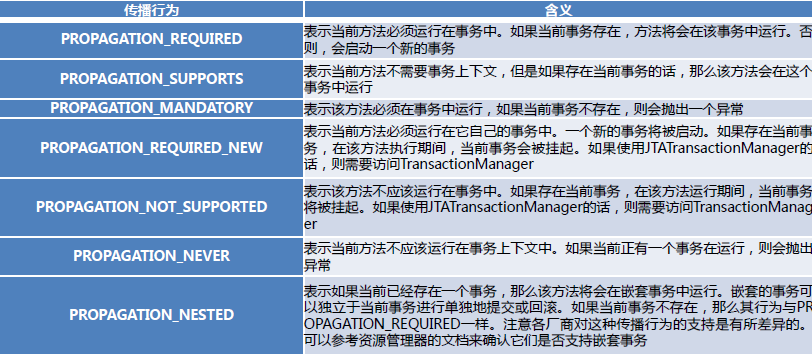 传播行为
含义
PROPAGATION_REQUIRED
表示当前方法必须运行在事务中。如果当前事务存在，方法将会在该事务中运行。否
则，会启动一个新的事务
PROPAGATION_SUPPORTS
表示当前方法不需要事务上下文，但是如果存在当前事务的话，那么该方法会在这个
事务中运行
PROPAGATION_MANDATORY
表示该方法必须在事务中运行，如果当前事务不存在，则会抛出一个异常
PROPAGATION_REQUIRED_NEW
表示当前方法必须运行在它自己的事务中。一个新的事务将被启动。如果存在当前事
务，在该方法执行期间，当前事务会被挂起。如果使用JTATransactionManager的
话，则需要访问TransactionManager
PROPAGATION_NOT_SUPPORTED
表示该方法不应该运行在事务中。如果存在当前事务，在该方法运行期间，当前事务
将被挂起。如果使用JTATransactionManager的话，则需要访问TransactionManag
er
PROPAGATION_NEVER
表示当前方法不应该运行在事务上下文中。如果当前正有一个事务在运行，则会抛出
异常
PROPAGATION_NESTED
表示如果当前已经存在一个事务，那么该方法将会在嵌套事务中运行。嵌套的事务可
以独立于当前事务进行单独地提交或回滚。如果当前事务不存在，那么其行为与PR
OPAGATION_REQUIRED一样。注意各厂商对这种传播行为的支持是有所差异的。
可以参考资源管理器的文档来确认它们是否支持嵌套事务